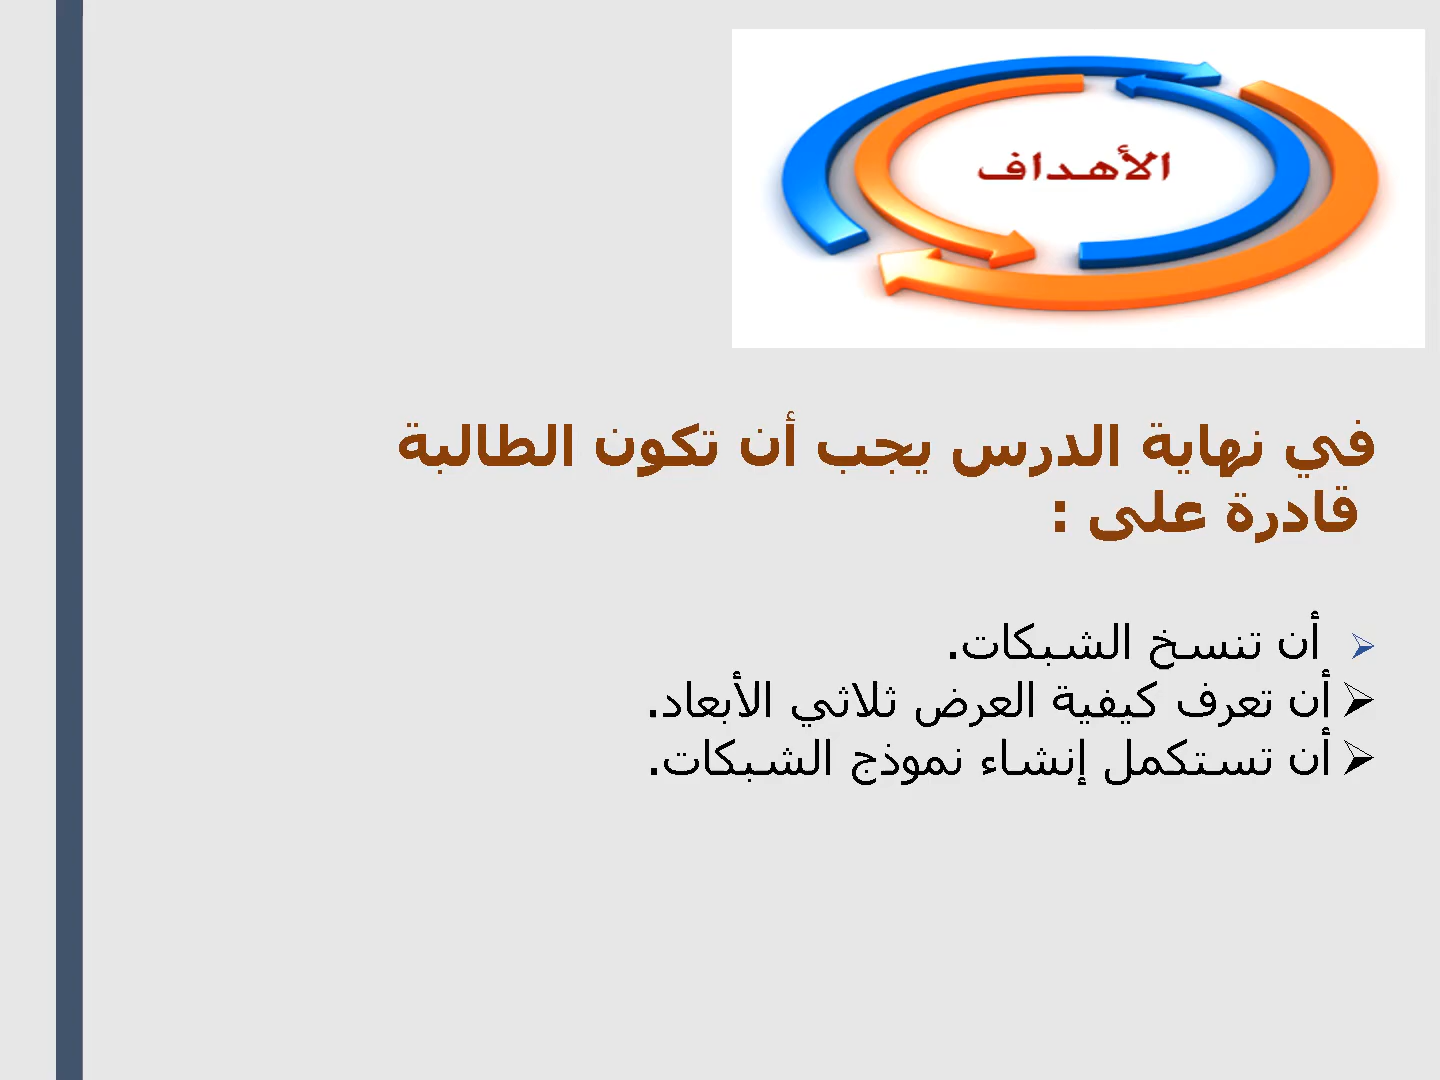 الأهداف
في نهاية الدرس يجب أن تكون الطالبة
قادرة على :
أن تنسخ الشبكات.
أن تعرف كيفية العرض ثلاثي الأبعاد.
أن تستكمل إنشاء نموذج الشبكات.